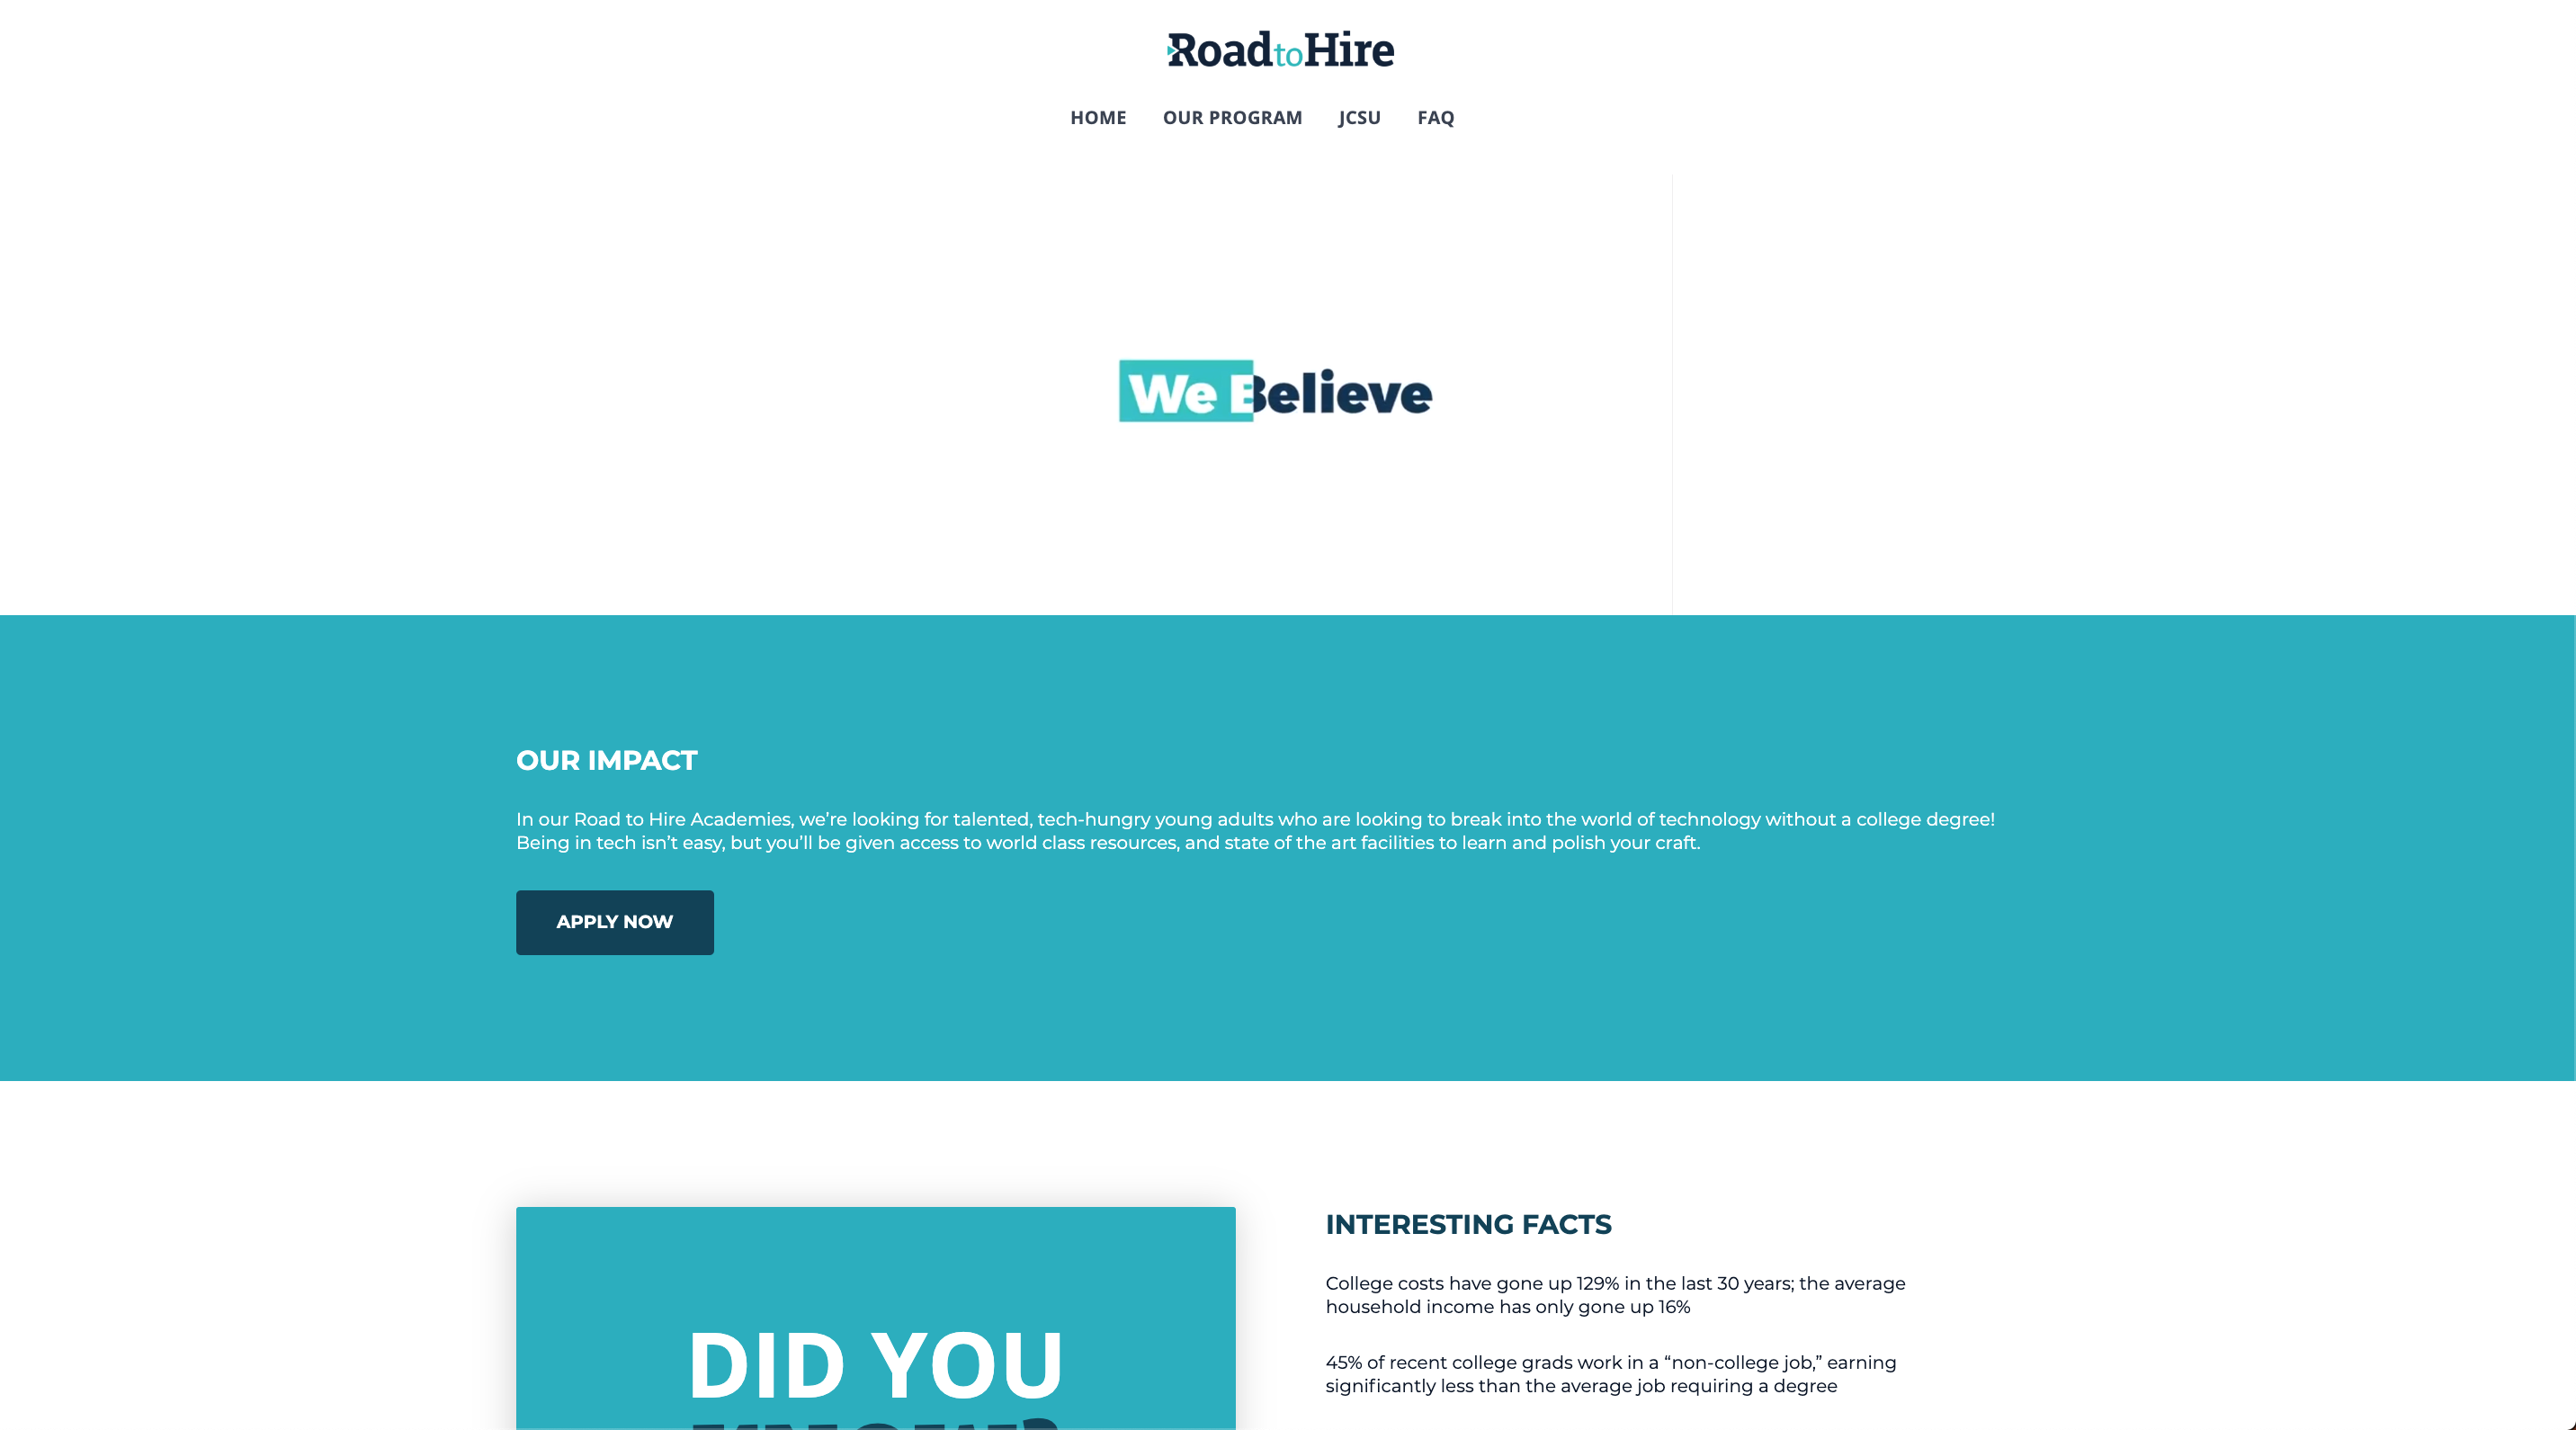 RoadtoHire
HOME OUR PROGRAM JCSU FAQ
We Believe
OUR IMPACT
In our Road to Hire Academies, we’re looking for talented, tech-hungry young adults who are looking to break into the world of technology without a college degree!
Being in tech isn’t easy, but you’ll be given access to world class resources, and state of the art facilities to learn and polish your craft.
APPLY NOW
DID YOU
INTERESTING FACTS
College costs have gone up 129% in the last 30 years; the average
household income has only gone up 16%
45% of recent college grads work in a “non-college job,” earning
significantly less than the average job requiring a degree